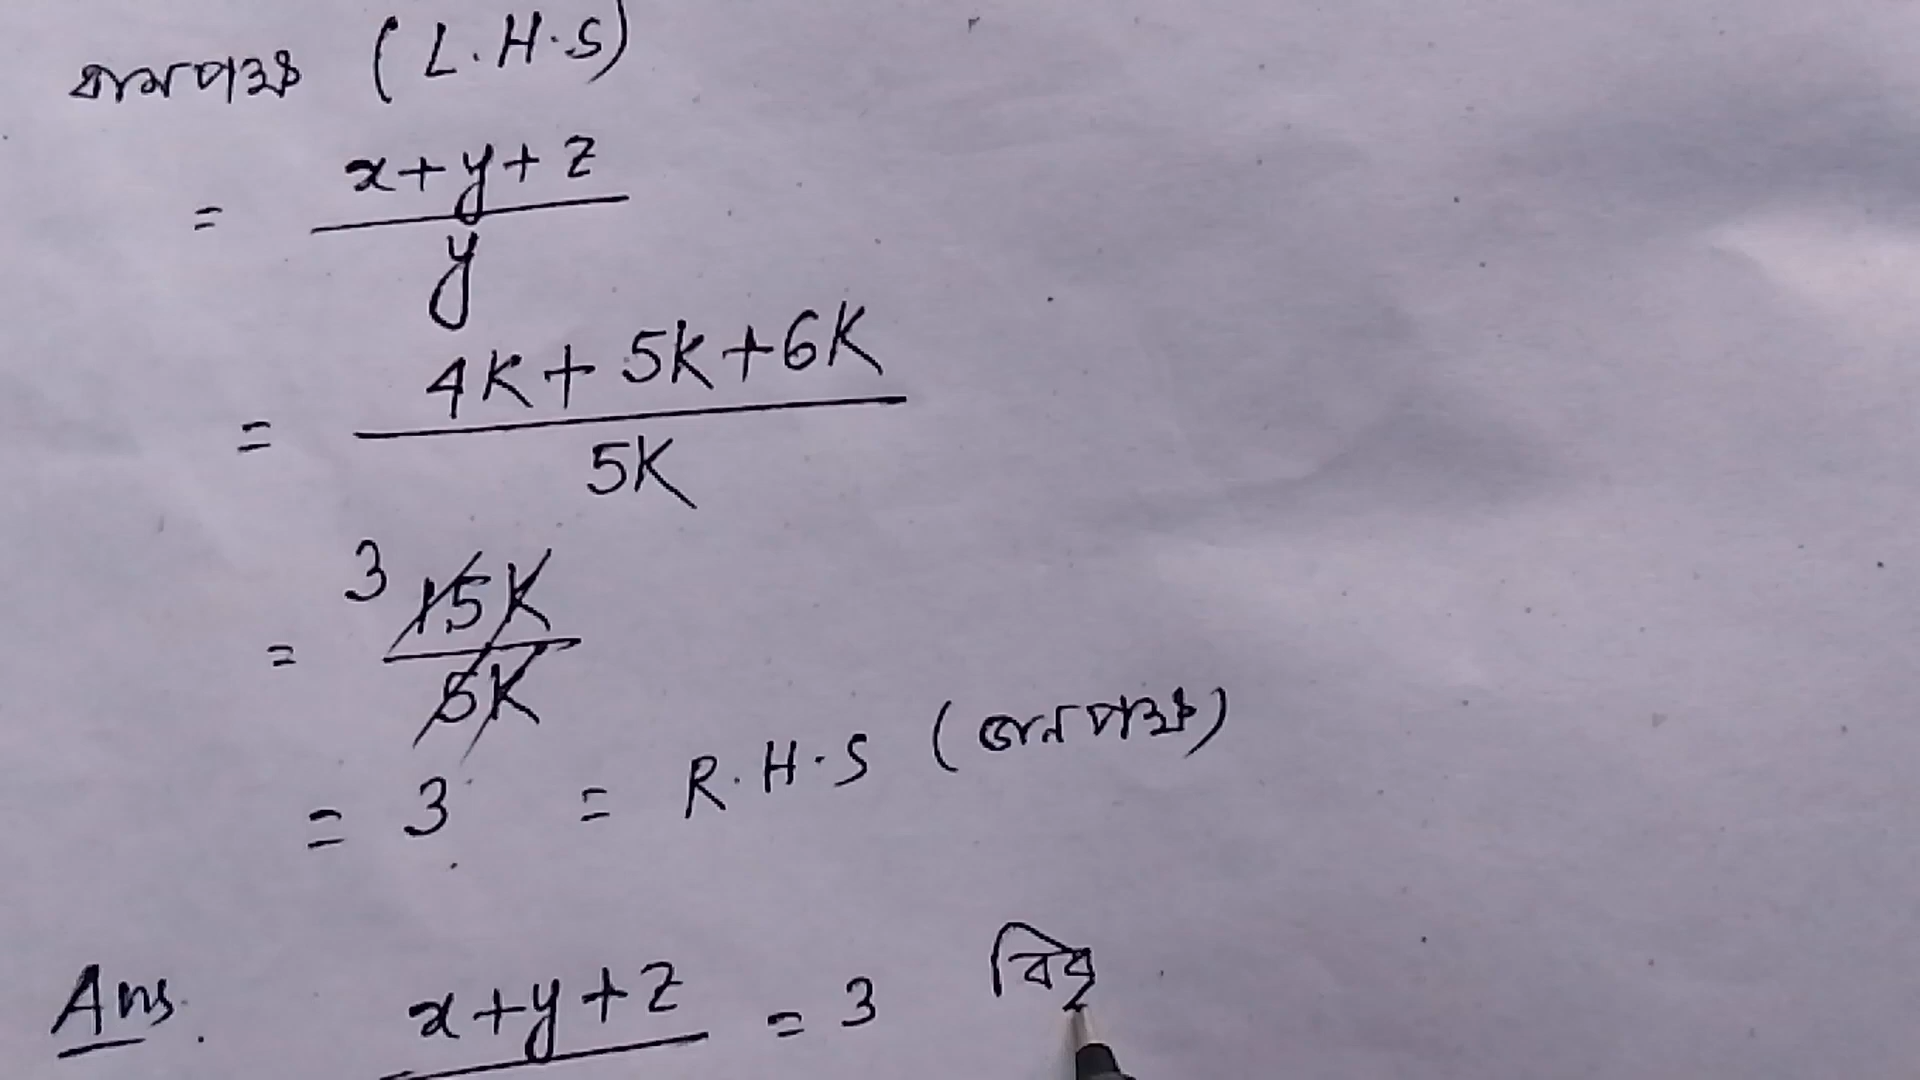 বামপক্ষ (L.H.S)
= x+y+z / y
= 4K+5K+6K / 5K
= 3 15K / 5K
= 3 = R.H.S (ডানপক্ষ)
Ans. x+y+z = 3